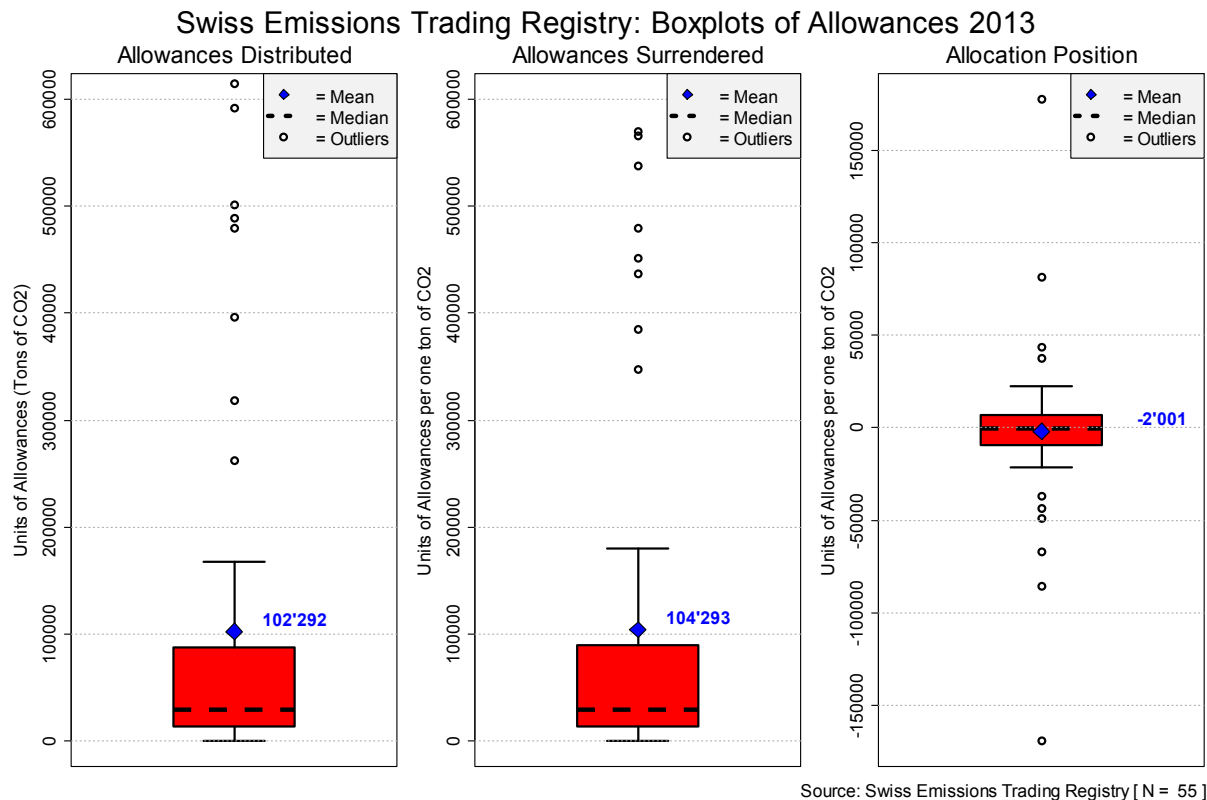 Swiss Emissions Trading Registry: Boxplots of Allowances 2013
Allowances Distributed
Units of Allowances (Tons of CO2)
600000
500000
400000
300000
200000
100000
0
= Mean
= Median
= Outliers
102'292
Allowances Surrendered
Units of Allowances per one ton of CO2
600000
500000
400000
300000
200000
100000
0
= Mean
= Median
= Outliers
104'293
Allocation Position
Units of Allowances per one ton of CO2
150000
100000
50000
0
-50000
-100000
-150000
= Mean
= Median
= Outliers
-2'001
Source: Swiss Emissions Trading Registry [ N = 55 ]